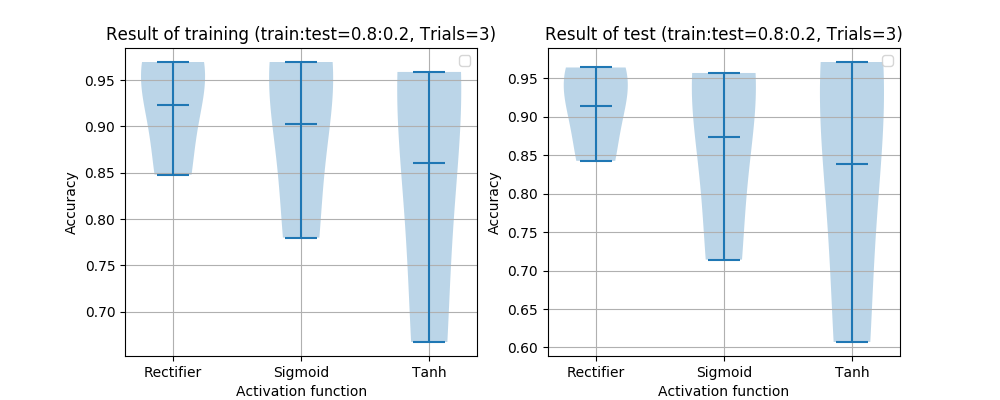 Result of training (train:test=0.8:0.2, Trials=3)
0.95
0.90
0.85
0.80
0.75
0.70
Accuracy
Rectifier
Sigmoid
Tanh
Activation function
Result of test (train:test=0.8:0.2, Trials=3)
0.95
0.90
0.85
0.80
0.75
0.70
0.65
0.60
Accuracy
Rectifier
Sigmoid
Tanh
Activation function